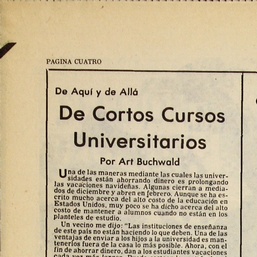 PAGINA CUATRO
De Aquí y de Allá
De Cortos Cursos
Universitarios
Por Art Buchwald
Una de las maneras mediante las cuales las univer-
sidades están ahorrando dinero es prolongando
las vacaciones navideñas. Algunas cierran a media-
dos de diciembre y abren en febrero. Aunque se ha es-
crito mucho acerca del alto costo de la educación en
Estados Unidos, muy poco se ha dicho acerca del alto
costo de mantener a alumnos cuando no están en los
planteles de estudio.
Un vecino me dijo: "Las instituciones de enseñanza
de este país no están haciendo lo que deben. Una de las
ventajas de enviar a los hijos a la universidad es man-
tenerlos fuera de la casa lo más posible. Ahora, con el
fin de ahorrar dinero, dan a los estudiantes vacaciones